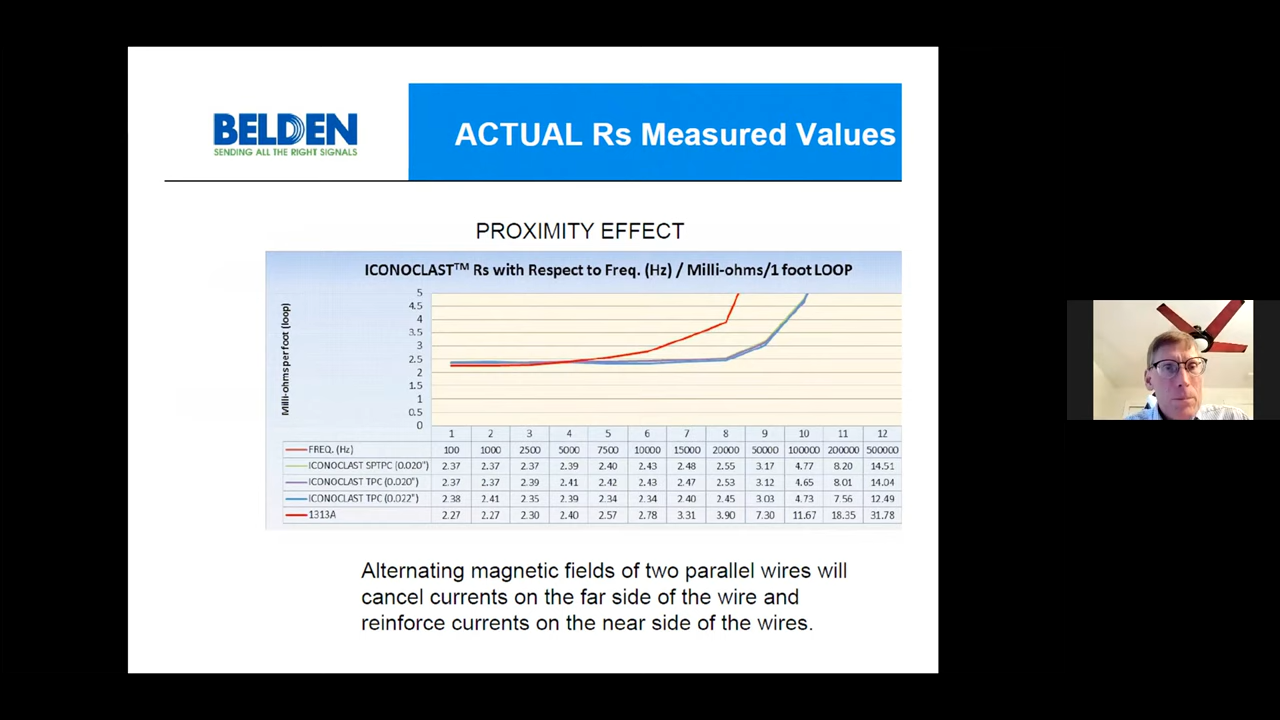 BELDEN
SENDING ALL THE RIGHT SIGNALS
ACTUAL Rs Measured Values
PROXIMITY EFFECT
ICONOCLAST™ Rs with Respect to Freq. (Hz) / Milli-ohms/1 foot LOOP
Milli-ohms per foot (loop)
5
4.5
4
3.5
3
2.5
2
1.5
1
0.5
0
1 2 3 4 5 6 7 8 9 10 11 12
FREQ. (Hz) 100 1000 2500 5000 7500 10000 15000 20000 50000 100000 200000 500000
ICONOCLAST SPTPC (0.020") 2.37 2.37 2.37 2.39 2.40 2.43 2.48 2.55 3.17 4.77 8.20 14.51
ICONOCLAST TPC (0.020") 2.37 2.37 2.39 2.41 2.42 2.43 2.47 2.53 3.12 4.65 8.01 14.04
ICONOCLAST TPC (0.022") 2.38 2.41 2.35 2.39 2.34 2.34 2.40 2.45 3.03 4.73 7.56 12.49
1313A 2.27 2.27 2.30 2.40 2.57 2.78 3.31 3.90 7.30 11.67 18.35 31.78
Alternating magnetic fields of two parallel wires will
cancel currents on the far side of the wire and
reinforce currents on the near side of the wires.